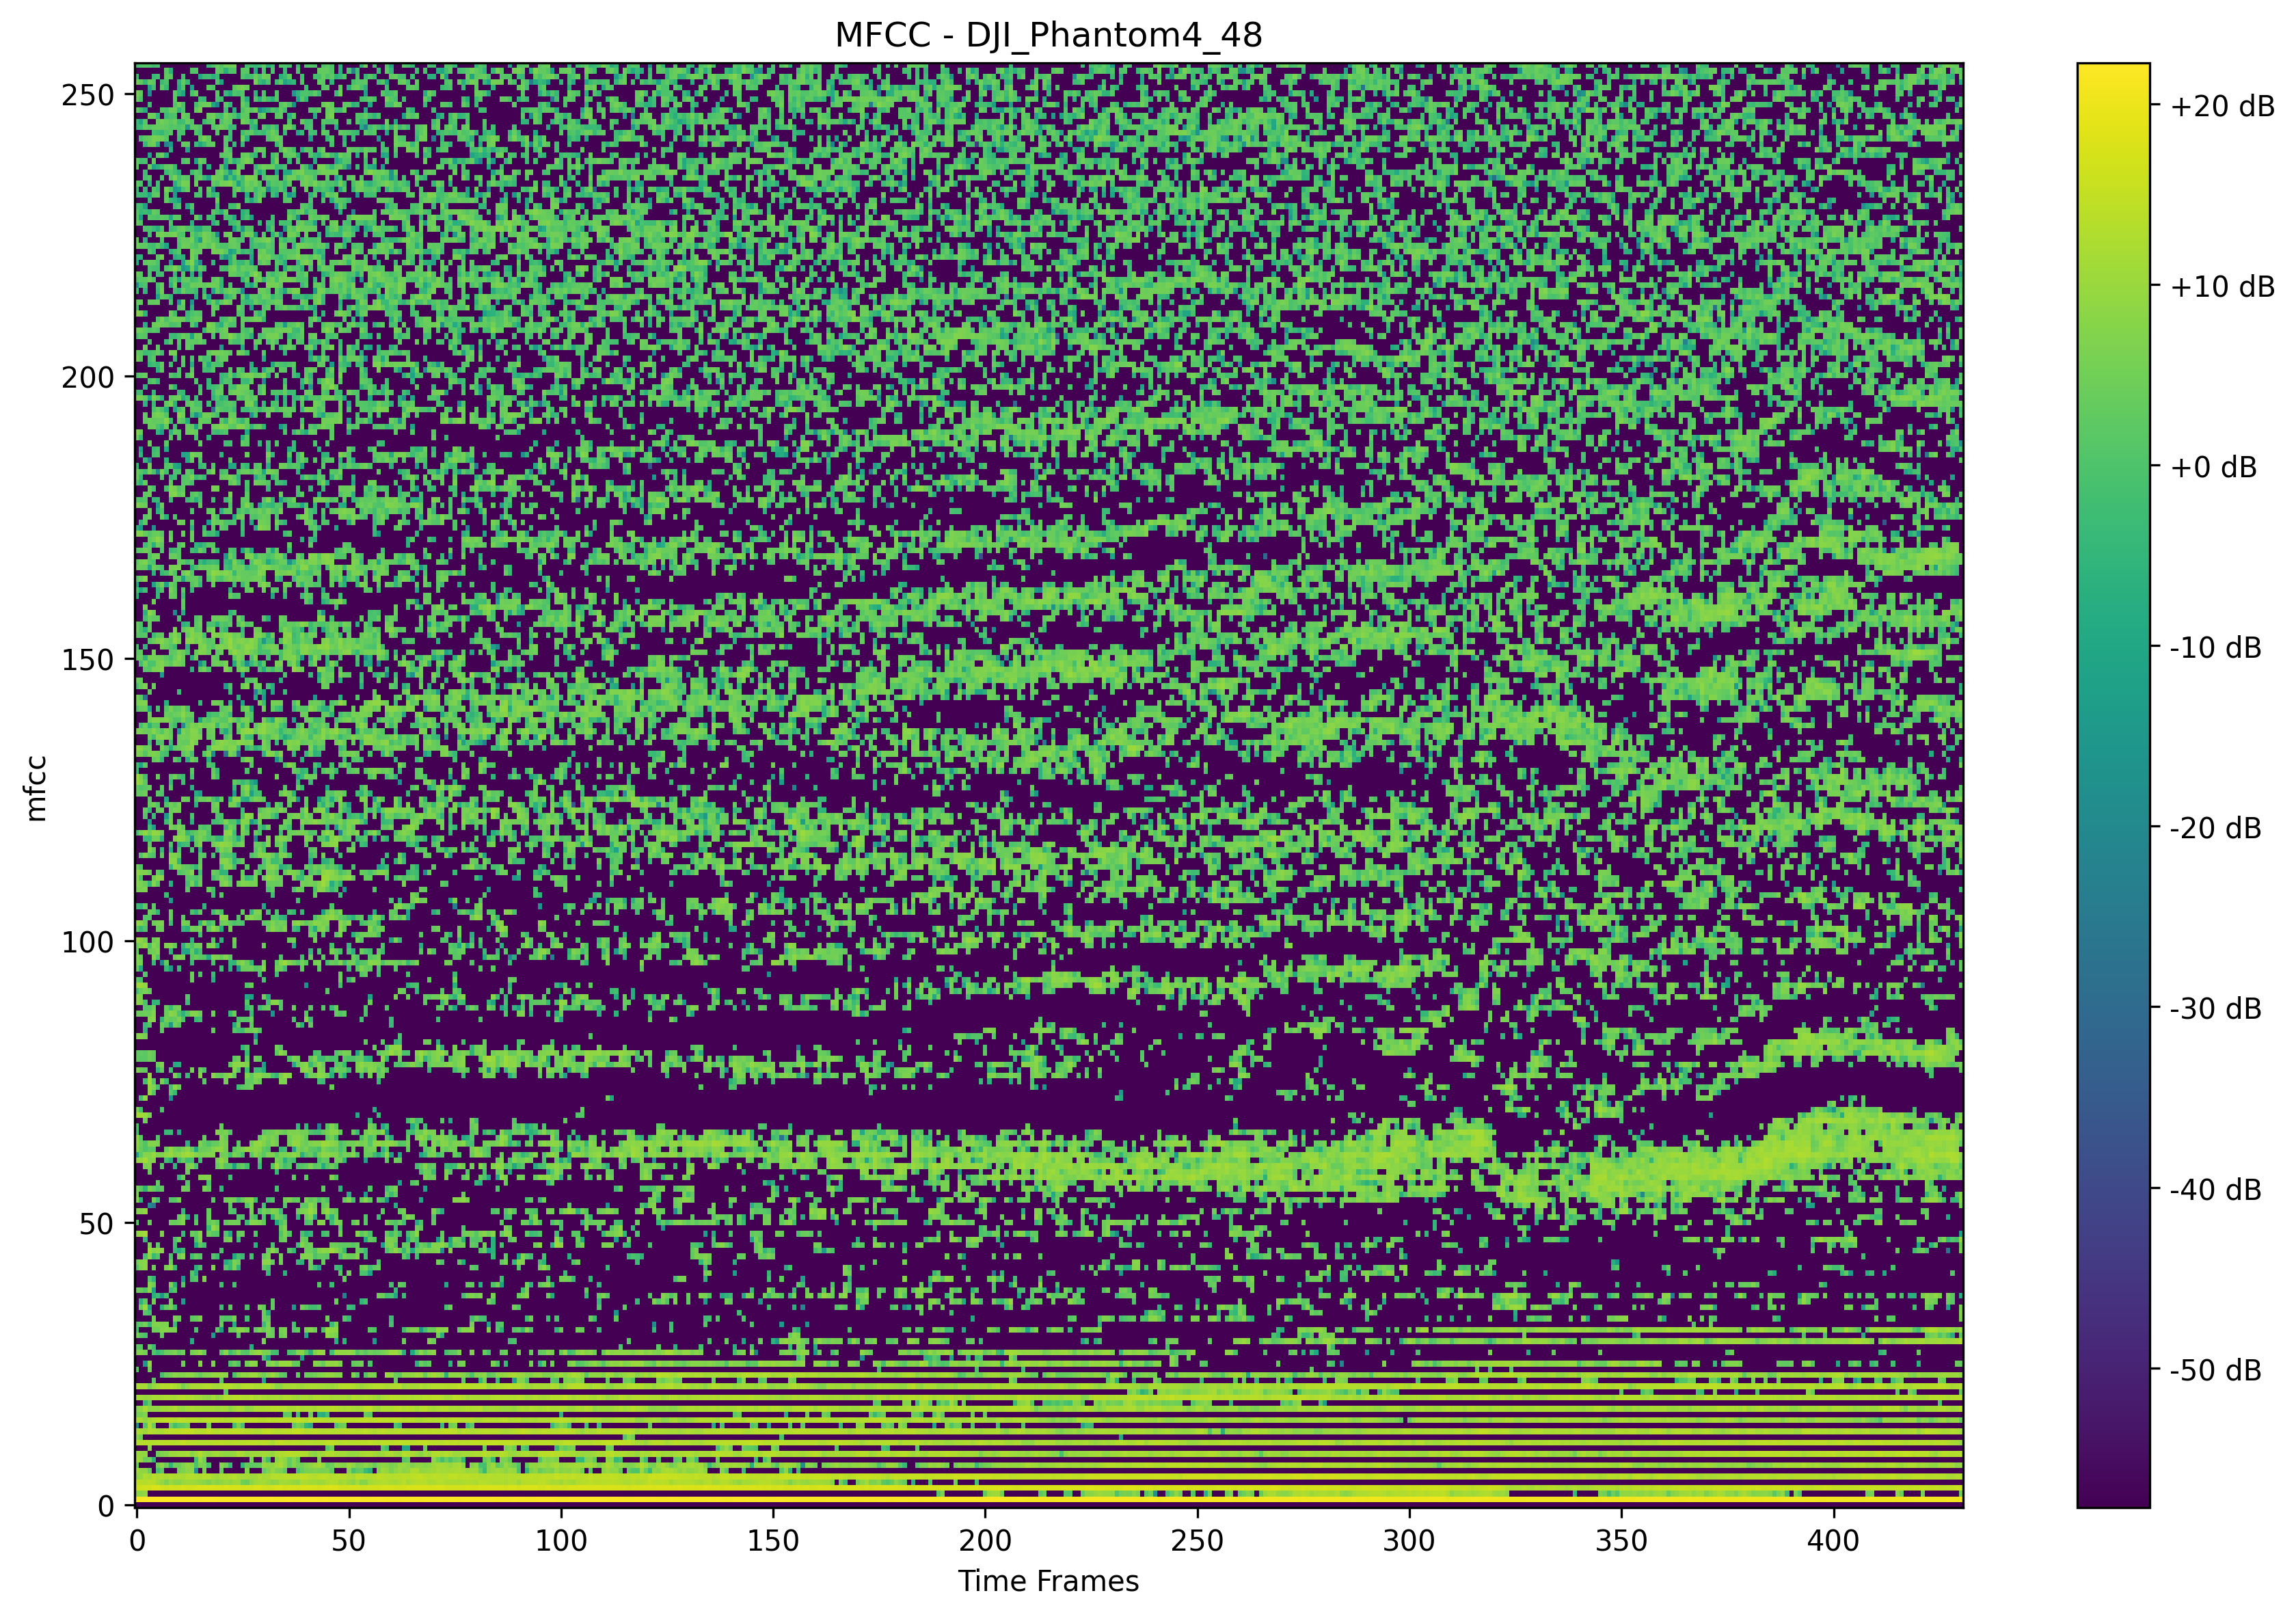 MFCC - DJI_Phantom4_48
250
200
150
100
50
0
mfcc
0 50 100 150 200 250 300 350 400
Time Frames
+20 dB
+10 dB
+0 dB
-10 dB
-20 dB
-30 dB
-40 dB
-50 dB